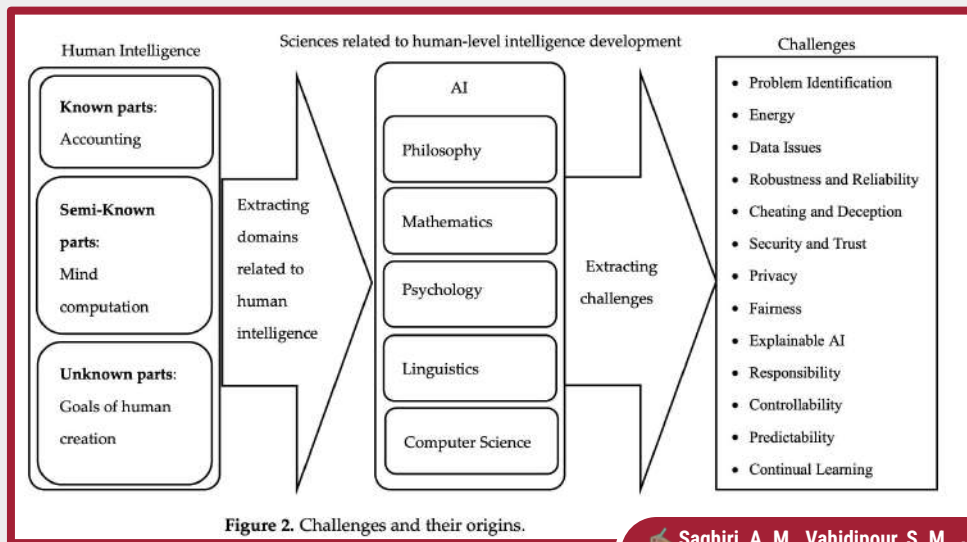 Sciences related to human-level intelligence development
Human Intelligence
Known parts:
Accounting
Semi-Known
parts:
Mind
computation
Unknown parts:
Goals of human
creation
Extracting
domains
related to
human
intelligence
AI
Philosophy
Mathematics
Psychology
Linguistics
Computer Science
Extracting
challenges
Challenges
• Problem Identification
• Energy
• Data Issues
• Robustness and Reliability
• Cheating and Deception
• Security and Trust
• Privacy
• Fairness
• Explainable AI
• Responsibility
• Controllability
• Predictability
• Continual Learning
Figure 2. Challenges and their origins.
Saghiri, A. M., Vahidipour, S. M.,